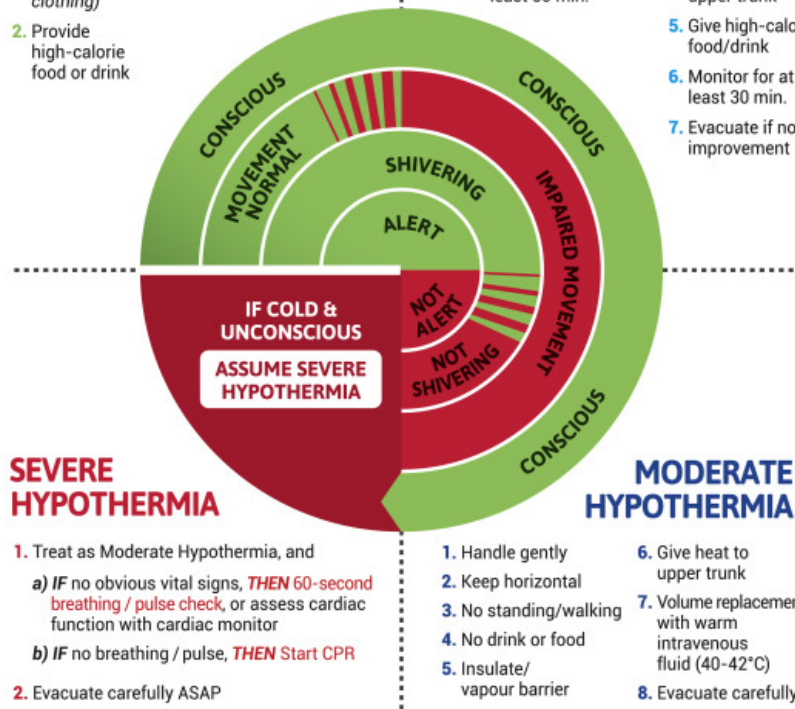 clothing)
2. Provide
high-calorie
food or drink
least 30 min.
upper trunk
5. Give high-calo
food/drink
6. Monitor for at
least 30 min.
7. Evacuate if no
improvement
CONSCIOUS
CONSCIOUS
MOVEMENT
NORMAL
SHIVERING
ALERT
IMPAIRED MOVEMENT
NOT
ALERT
NOT
SHIVERING
CONSCIOUS
IF COLD &
UNCONSCIOUS
ASSUME SEVERE
HYPOTHERMIA
SEVERE
HYPOTHERMIA
1. Treat as Moderate Hypothermia, and
a) IF no obvious vital signs, THEN 60-second
breathing / pulse check, or assess cardiac
function with cardiac monitor
b) IF no breathing / pulse, THEN Start CPR
2. Evacuate carefully ASAP
MODERATE
HYPOTHERMIA
1. Handle gently
2. Keep horizontal
3. No standing/walking
4. No drink or food
5. Insulate/
vapour barrier
6. Give heat to
upper trunk
7. Volume replacemen
with warm
intravenous
fluid (40-42°C)
8. Evacuate carefully